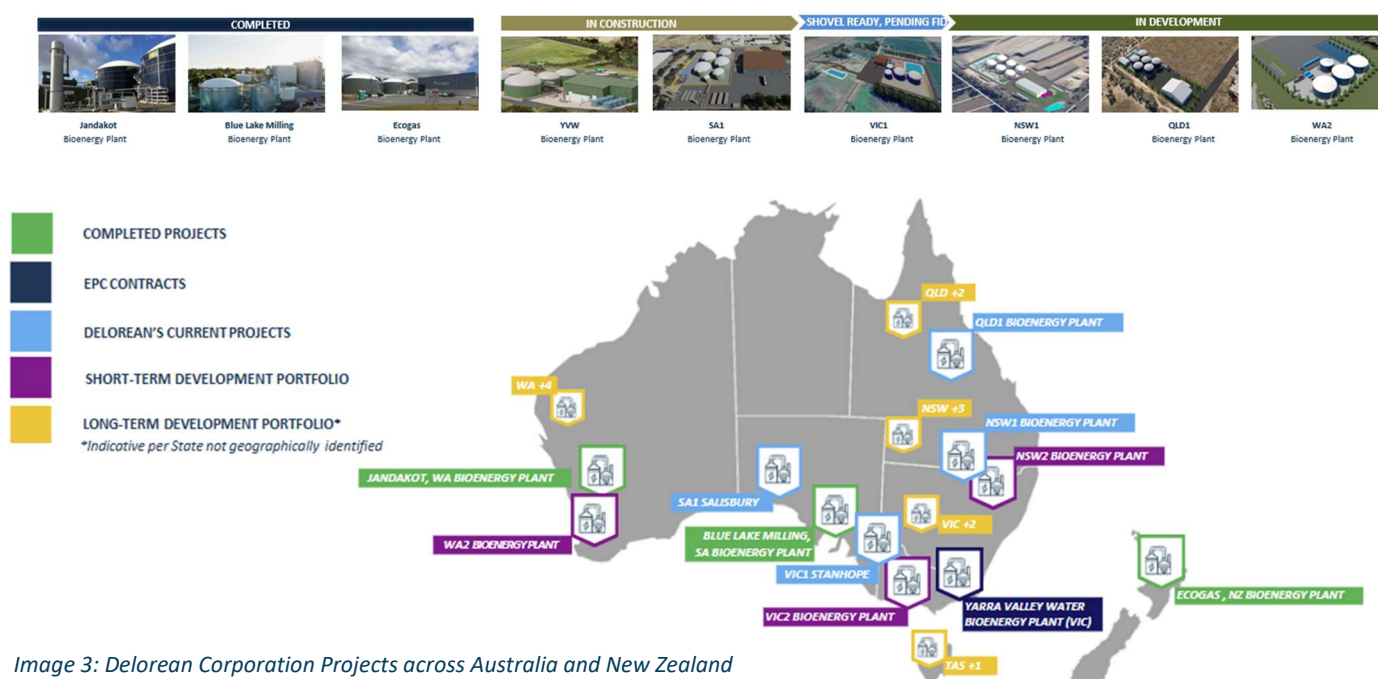 COMPLETED
IN CONSTRUCTION
SHOVEL READY, PENDING FID
IN DEVELOPMENT
Jandakot
Bioenergy Plant
Blue Lake Milling
Bioenergy Plant
Ecogas
Bioenergy Plant
YVW
Bioenergy Plant
SA1
Bioenergy Plant
VIC1
Bioenergy Plant
NSW1
Bioenergy Plant
QLD1
Bioenergy Plant
WA2
Bioenergy Plant
COMPLETED PROJECTS
EPC CONTRACTS
DELOREAN'S CURRENT PROJECTS
SHORT-TERM DEVELOPMENT PORTFOLIO
LONG-TERM DEVELOPMENT PORTFOLIO*
*Indicative per State not geographically identified
QLD +2
QLD1 BIOENERGY PLANT
WA +4
NSW +3
NSW1 BIOENERGY PLANT
NSW2 BIOENERGY PLANT
JANDAKOT, WA BIOENERGY PLANT
SA1 SALISBURY
WA2 BIOENERGY PLANT
BLUE LAKE MILLING,
SA BIOENERGY PLANT
VIC +2
VIC1 STANHOPE
VIC2 BIOENERGY PLANT
YARRA VALLEY WATER
BIOENERGY PLANT (VIC)
ECOGAS , NZ BIOENERGY PLANT
TAS +1
Image 3: Delorean Corporation Projects across Australia and New Zealand